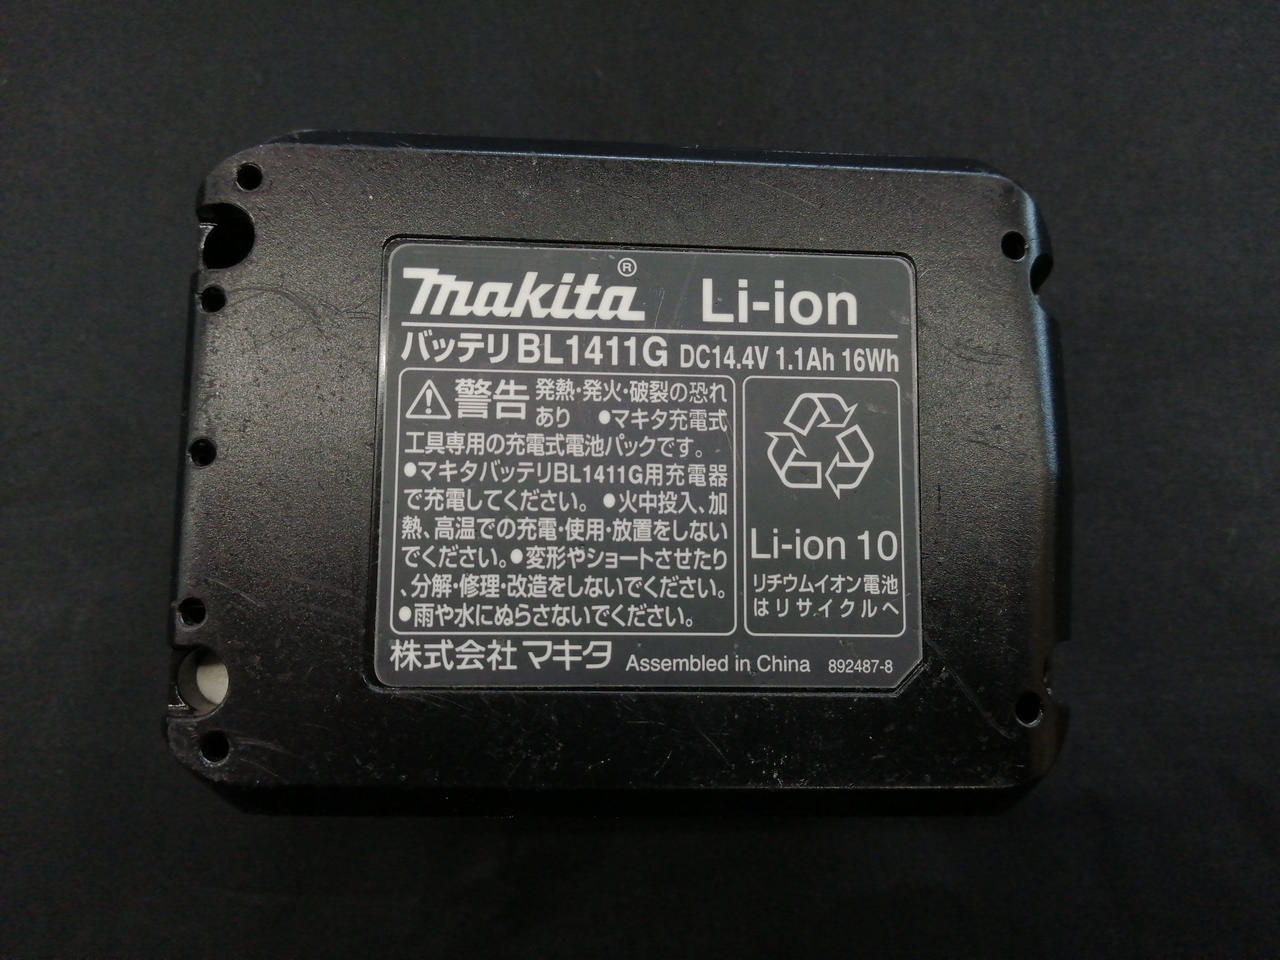 makita® Li-ion
バッテリBL1411G DC14.4V 1.1Ah 16Wh
警告 発熱・発火・破裂の恐れ
あり ●マキタ充電式
工具専用の充電式電池パックです。
●マキタバッテリBL1411G用充電器
で充電してください。●火中投入、加
熱、高温での充電・使用・放置をしない
でください。●変形やショートさせたり
、分解・修理・改造をしないでください。
●雨や水にぬらさないでください。
Li-ion 10
リチウムイオン電池
はリサイクルへ
株式会社マキタ Assembled in China 892487-8